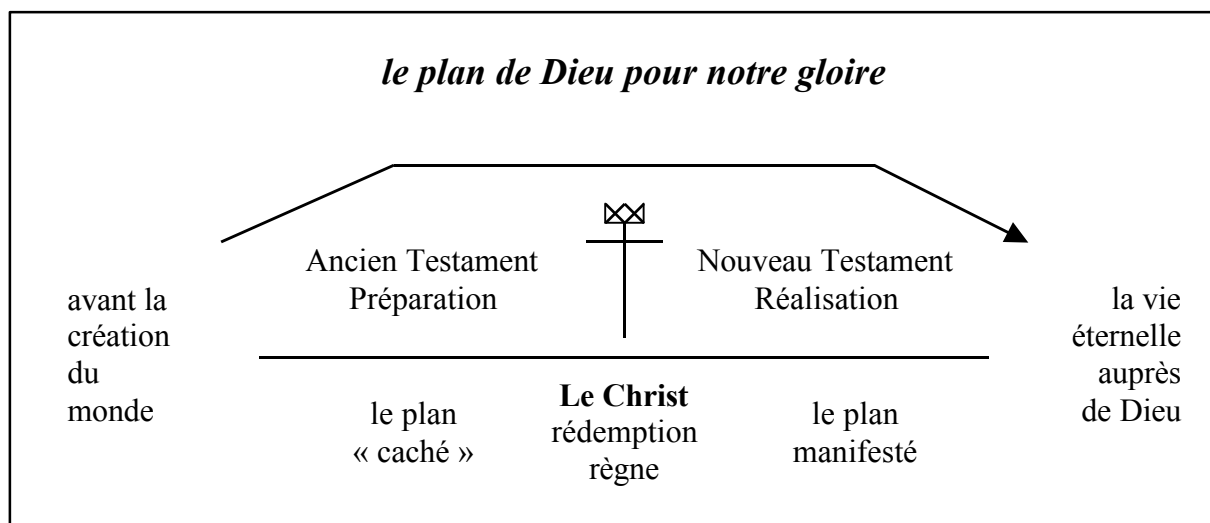 le plan de Dieu pour notre gloire
Ancien Testament
Préparation
Nouveau Testament
Réalisation
avant la
création
du
monde
la vie
éternelle
auprès
de Dieu
le plan
« caché »
Le Christ
rédemption
règne
le plan
manifesté